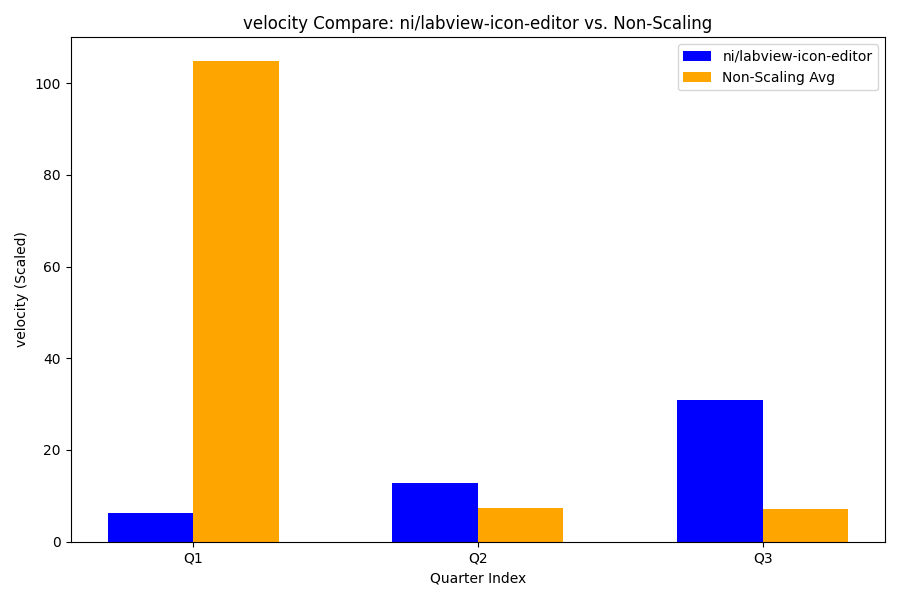 velocity Compare: ni/labview-icon-editor vs. Non-Scaling
ni/labview-icon-editor
Non-Scaling Avg
velocity (Scaled)
100
80
60
40
20
0
Q1 Q2 Q3
Quarter Index